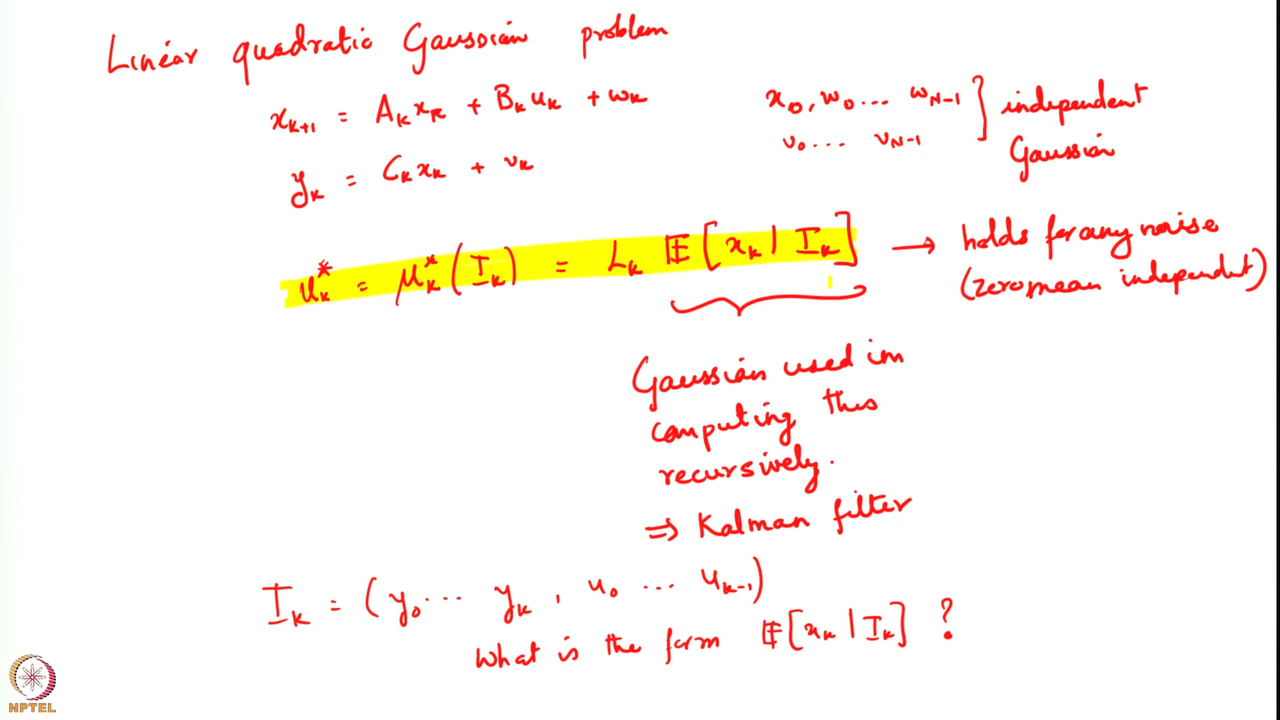 Linear quadratic Gaussian problem
x_{k+1} = A_k x_k + B_k u_k + w_k
x_0, w_0 ... w_{N-1}
y_k = C_k x_k + v_k
v_0 ... v_{N-1}
] independent
Gaussian
u_k^* = μ_k^* (I_k) = L_k 𝔼[x_k | I_k] → holds for any noise
(zero mean independent)
Gaussian used in
computing this
recursively.
⇒ Kalman filter
I_k = (y_0 ... y_k, u_0 ... u_{k-1})
What is the form 𝔼[x_k | I_k] ?
NPTEL